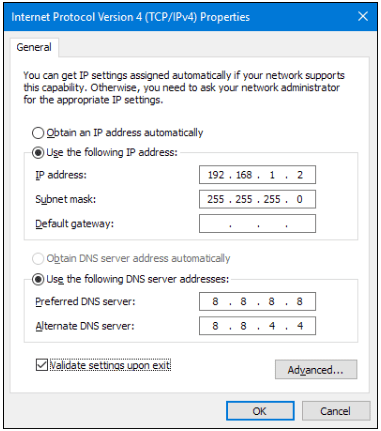 Internet Protocol Version 4 (TCP/IPv4) Properties
General
You can get IP settings assigned automatically if your network supports
this capability. Otherwise, you need to ask your network administrator
for the appropriate IP settings.
Obtain an IP address automatically
Use the following IP address:
IP address: 192 . 168 . 1 . 2
Subnet mask: 255 . 255 . 255 . 0
Default gateway: . . .
Obtain DNS server address automatically
Use the following DNS server addresses:
Preferred DNS server: 8 . 8 . 8 . 8
Alternate DNS server: 8 . 8 . 4 . 4
Validate settings upon exit
Advanced...
OK Cancel